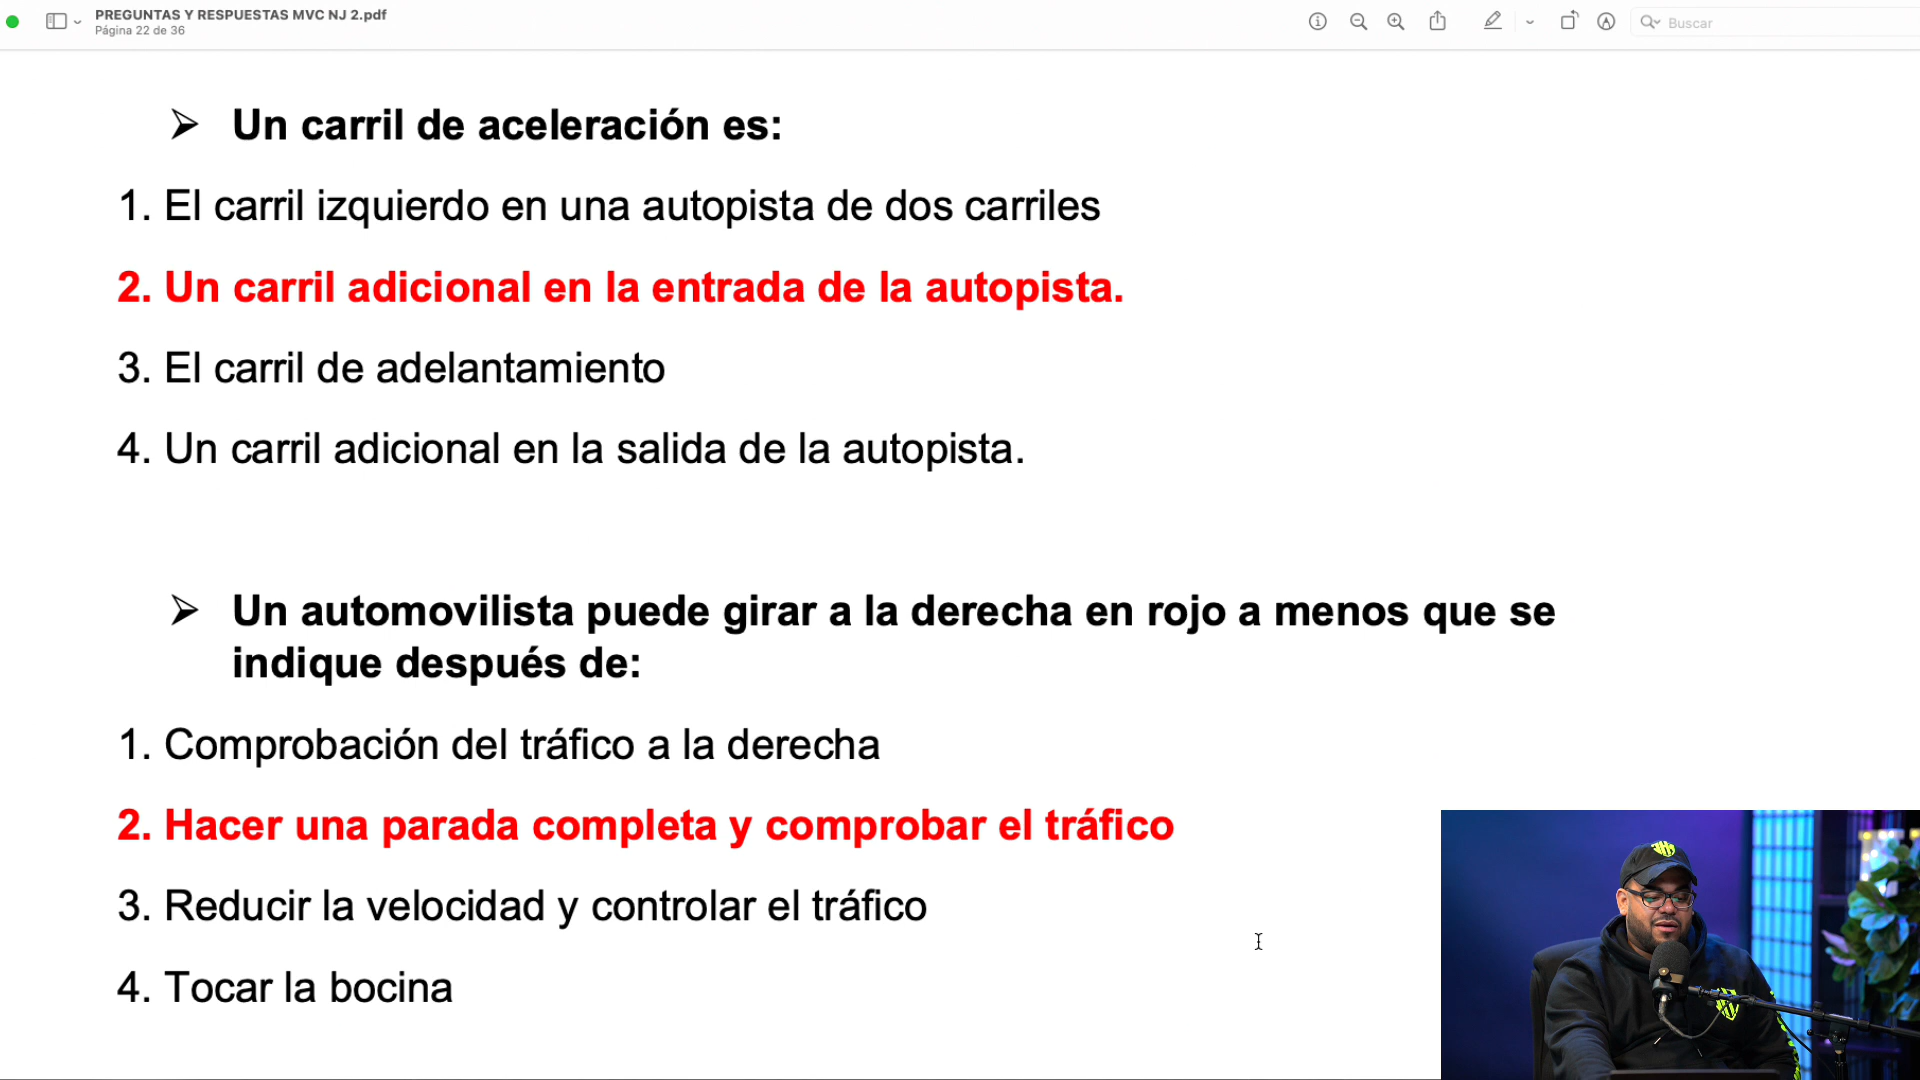 PREGUNTAS Y RESPUESTAS MVC NJ 2.pdf
Página 22 de 36
Buscar
➢ Un carril de aceleración es:
1. El carril izquierdo en una autopista de dos carriles
2. Un carril adicional en la entrada de la autopista.
3. El carril de adelantamiento
4. Un carril adicional en la salida de la autopista.
➢ Un automovilista puede girar a la derecha en rojo a menos que se
indique después de:
1. Comprobación del tráfico a la derecha
2. Hacer una parada completa y comprobar el tráfico
3. Reducir la velocidad y controlar el tráfico
4. Tocar la bocina